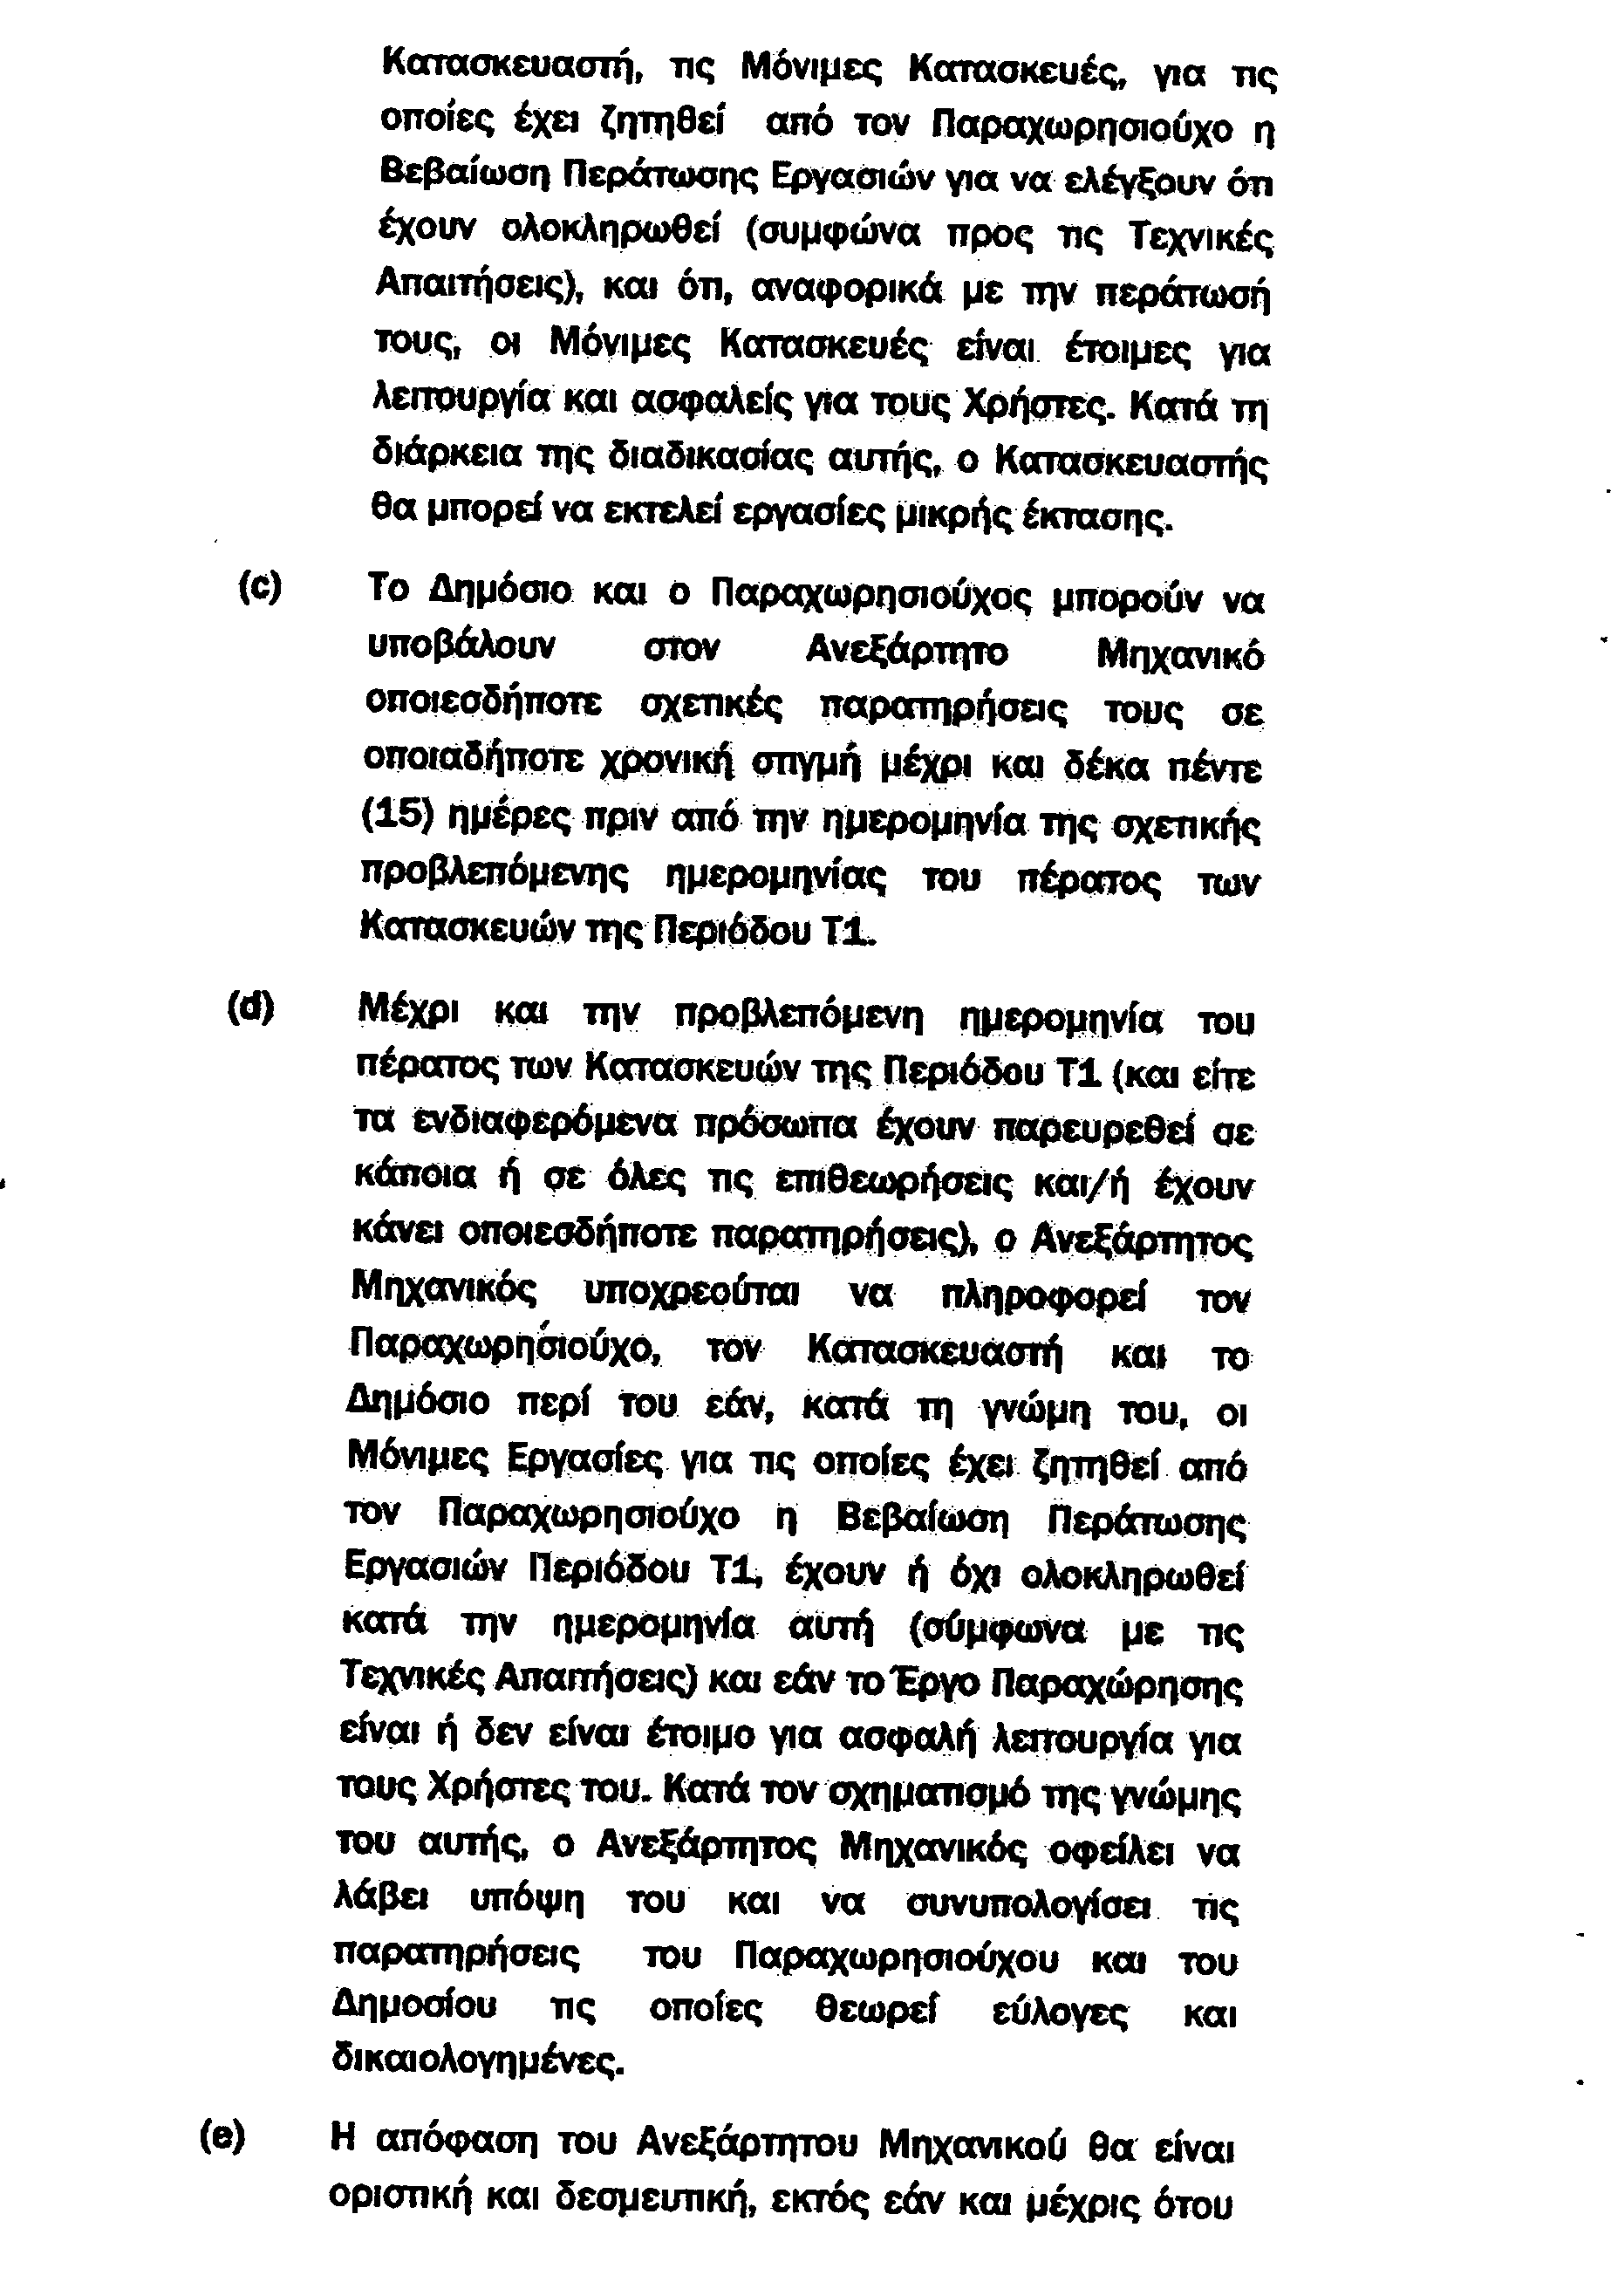 Κατασκευαστή, τις Μόνιμες Κατασκευές, για τις
οποίες έχει ζητηθεί από τον Παραχωρησιούχο η
Βεβαίωση Περάτωσης Εργασιών για να ελέγξουν ότι
έχουν ολοκληρωθεί (συμφώνα προς τις Τεχνικές
Απαιτήσεις), και ότι, αναφορικά με την περάτωσή
τους, οι Μόνιμες Κατασκευές είναι έτοιμες για
λειτουργία και ασφαλείς για τους Χρήστες. Κατά τη
διάρκεια της διαδικασίας αυτής, ο Κατασκευαστής
θα μπορεί να εκτελεί εργασίες μικρής έκτασης.
(c) Το Δημόσιο και ο Παραχωρησιούχος μπορούν να
υποβάλουν στον Ανεξάρτητο Μηχανικό
οποιεσδήποτε σχετικές παρατηρήσεις τους σε
οποιαδήποτε χρονική στιγμή μέχρι και δέκα πέντε
(15) ημέρες πριν από την ημερομηνία της σχετικής
προβλεπόμενης ημερομηνίας του πέρατος των
Κατασκευών της Περιόδου Τ1.
(d) Μέχρι και την προβλεπόμενη ημερομηνία του
πέρατος των Κατασκευών της Περιόδου Τ1 (και είτε
τα ενδιαφερόμενα πρόσωπα έχουν παρευρεθεί σε
κάποια ή σε όλες τις επιθεωρήσεις και/ή έχουν
κάνει οποιεσδήποτε παρατηρήσεις), ο Ανεξάρτητος
Μηχανικός υποχρεούται να πληροφορεί τον
Παραχωρησιούχο, τον Κατασκευαστή και το
Δημόσιο περί του εάν, κατά τη γνώμη του, οι
Μόνιμες Εργασίες για τις οποίες έχει ζητηθεί από
τον Παραχωρησιούχο η Βεβαίωση Περάτωσης
Εργασιών Περιόδου Τ1, έχουν ή όχι ολοκληρωθεί
κατά την ημερομηνία αυτή (σύμφωνα με τις
Τεχνικές Απαιτήσεις) και εάν το Έργο Παραχώρησης
είναι ή δεν είναι έτοιμο για ασφαλή λειτουργία για
τους Χρήστες του. Κατά τον σχηματισμό της γνώμης
του αυτής, ο Ανεξάρτητος Μηχανικός οφείλει να
λάβει υπόψη του και να συνυπολογίσει τις
παρατηρήσεις του Παραχωρησιούχου και του
Δημοσίου τις οποίες θεωρεί εύλογες και
δικαιολογημένες.
(e) Η απόφαση του Ανεξάρτητου Μηχανικού θα είναι
οριστική και δεσμευτική, εκτός εάν και μέχρις ότου